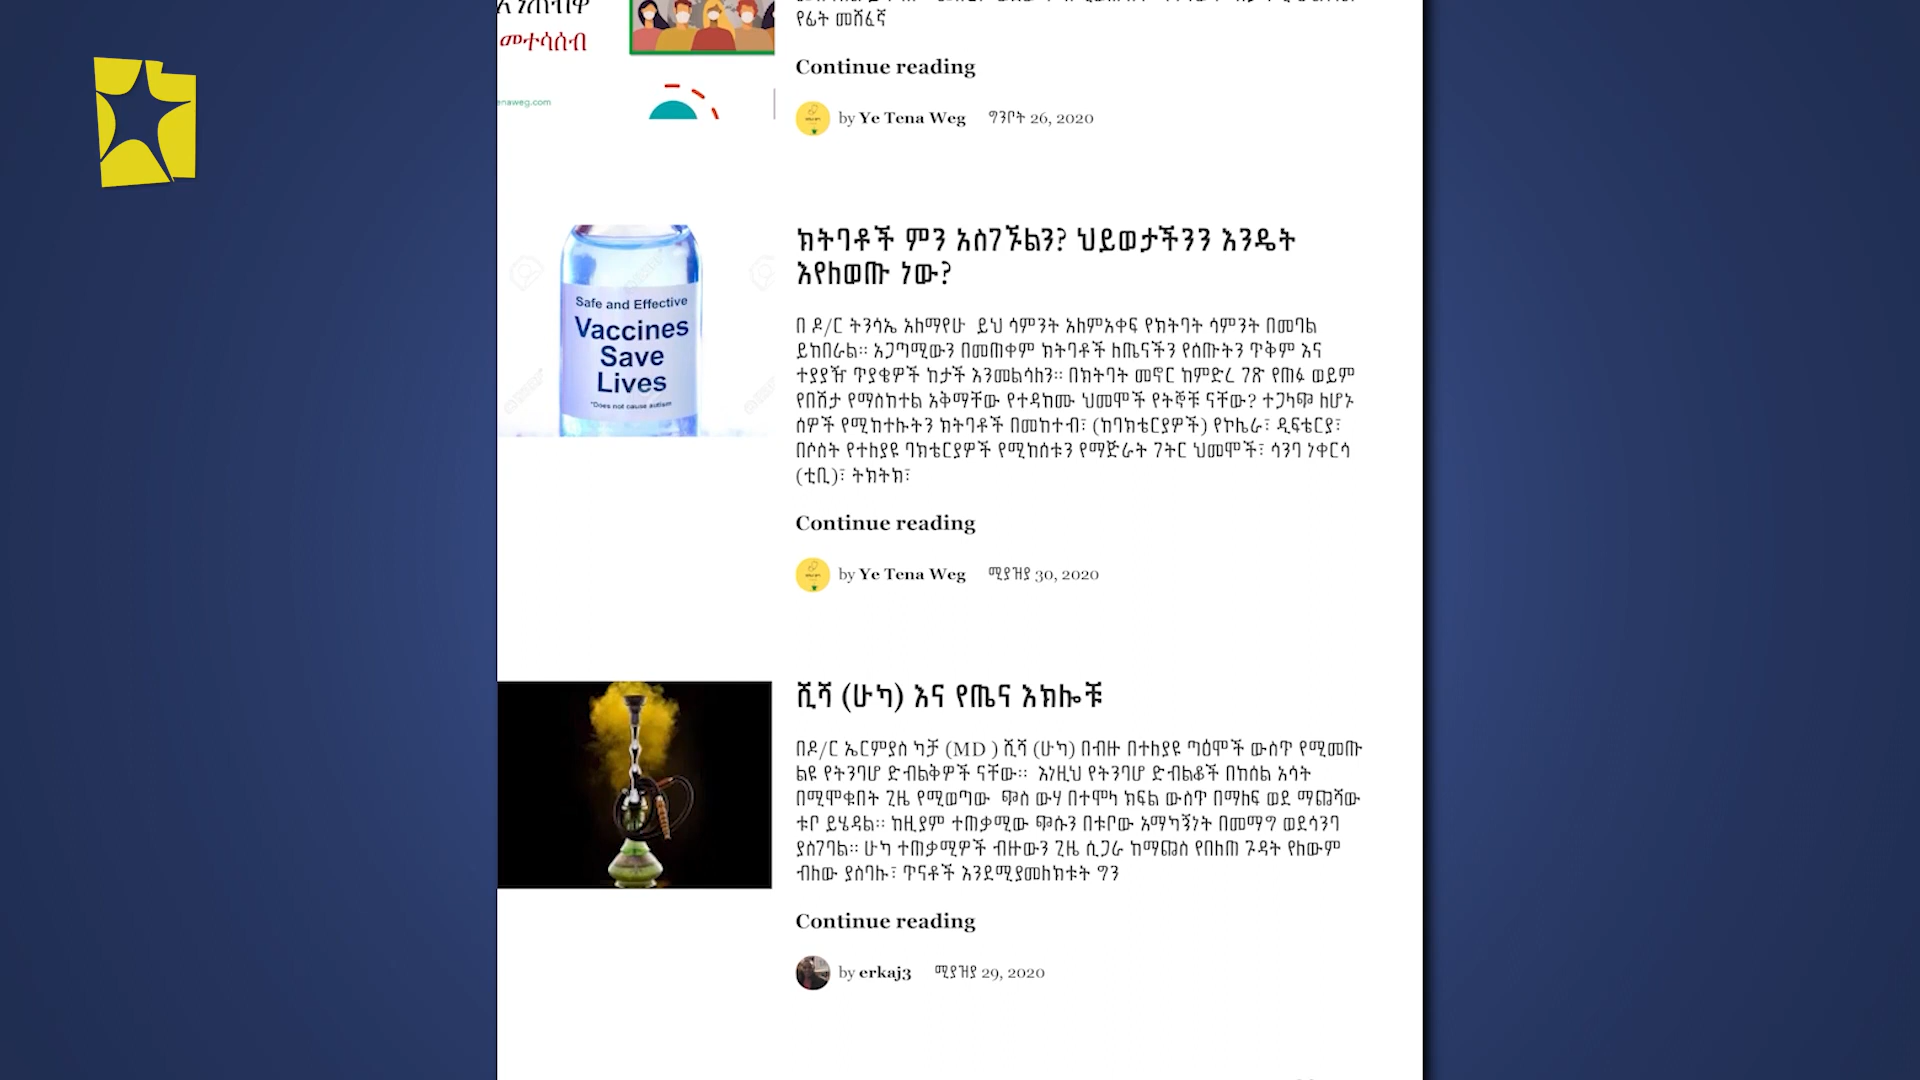 መተሳሰብ
enaweg.com
የፊት መሸፈኛ
Continue reading
by Ye Tena Weg ግንቦት 26, 2020
Safe and Effective
Vaccines
Save
Lives
*Does not cause autism
ክትባቶች ምን አስገኙልን? ህይወታችንን እንዴት
እየለወጡ ነው?
በ ዶ/ር ትንሳኤ አለማየሁ ይህ ሳምንት አለምአቀፍ የክትባት ሳምንት በመባል
ይከበራል። አጋጣሚውን በመጠቀም ክትባቶች ለጤናችን የሰጡትን ጥቅም እና
ተያያዥ ጥያቄዎች ከታች እንመልሳለን። በክትባት መኖር ከምድረ ገጽ የጠፉ ወይም
የበሽታ የማስከተል አቅማቸው የተዳከሙ ህመሞች የትኞቹ ናቸው? ተጋላጭ ለሆኑ
ሰዎች የሚከተሉትን ክትባቶች በመከተብ፣ (ከባክቴርያዎች) የኮሌራ፣ ዲፍቴርያ፣
በሶስት የተለያዩ ባክቴርያዎች የሚከሰቱን የማጅራት ገትር ህመሞች፣ ሳንባ ነቀርሳ
(ቲቢ)፣ ትክትክ፣
Continue reading
by Ye Tena Weg ሚያዝያ 30, 2020
ሺሻ (ሁካ) እና የጤና እክሎቹ
በዶ/ር ኤርምያስ ካቻ (MD ) ሺሻ (ሁካ) በብዙ በተለያዩ ጣዕሞች ውስጥ የሚመጡ
ልዩ የትንባሆ ድብልቅዎች ናቸው። እነዚህ የትንባሆ ድብልቆች በከሰል እሳት
በሚሞቁበት ጊዜ የሚወጣው ጭስ ውሃ በተሞላ ክፍል ውስጥ በማለፍ ወደ ማጨሻው
ቱቦ ይሄዳል። ከዚያም ተጠቃሚው ጭሱን በቱቦው አማካኝነት በመማግ ወደሳንባ
ያስገባል። ሁካ ተጠቃሚዎች ብዙውን ጊዜ ሲጋራ ከማጨስ የበለጠ ጉዳት የለውም
ብለው ያስባሉ፣ ጥናቶች እንደሚያመለክቱት ግን
Continue reading
by erkaj3 ሚያዝያ 29, 2020